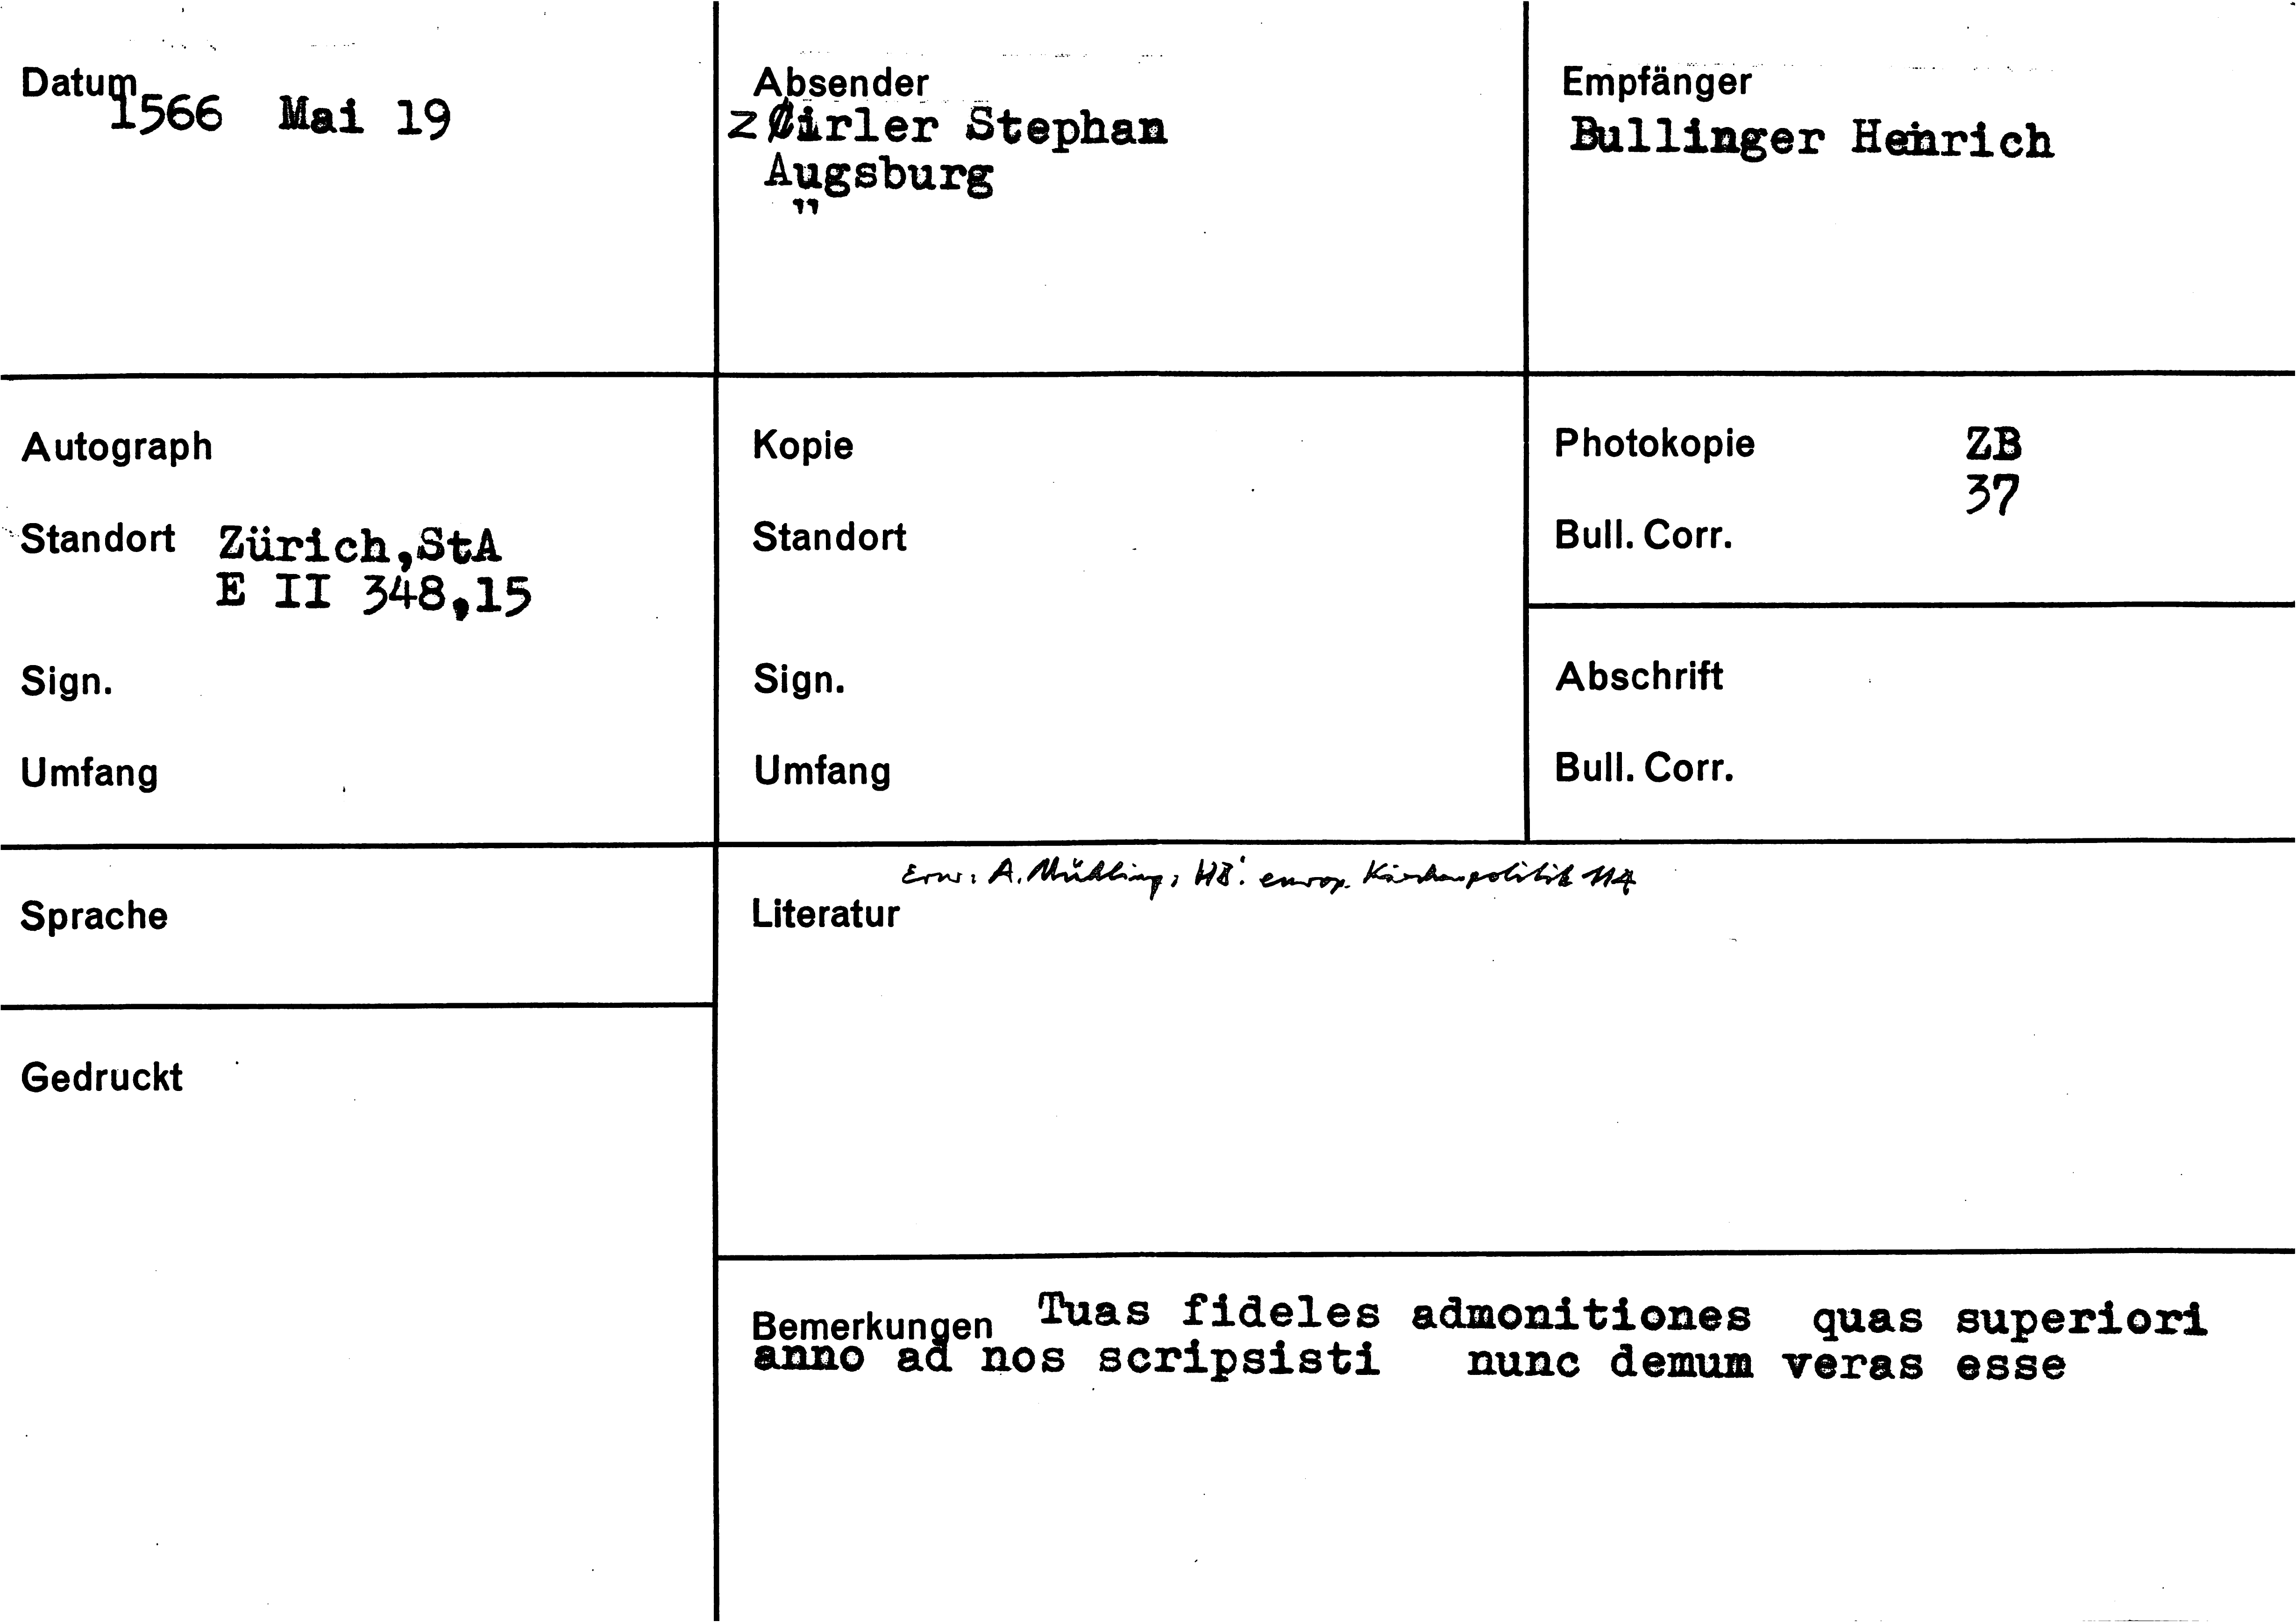 Datum
1566 Mai 19
Absender
Zirler Stephan
Augsburg
"
Empfänger
Bullinger Heinrich
Autograph
Standort Zürich,StA
E II 348,15
Sign.
Umfang
Kopie
Standort
Sign.
Umfang
Photokopie ZB
37
Bull. Corr.
Abschrift
Bull. Corr.
Sprache
Erw: A. Mühling, HB: europ. Kirchenpolitik 114
Literatur
Gedruckt
Bemerkungen Tuas fideles admonitiones quas superiori
anno ad nos scripsisti nunc demum veras esse